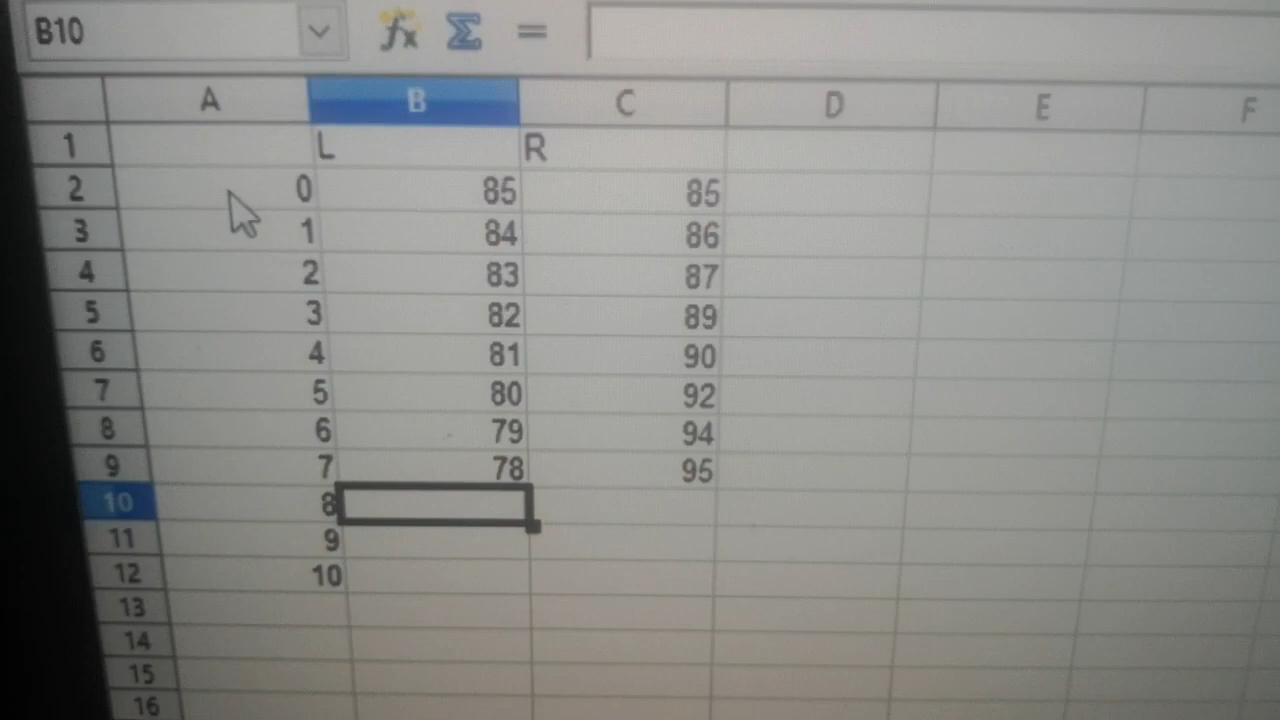 B10 fx Σ =
A B C D E F
1 L R
2 0 85 85
3 1 84 86
4 2 83 87
5 3 82 89
6 4 81 90
7 5 80 92
8 6 79 94
9 7 78 95
10 8
11 9
12 10
13
14
15
16